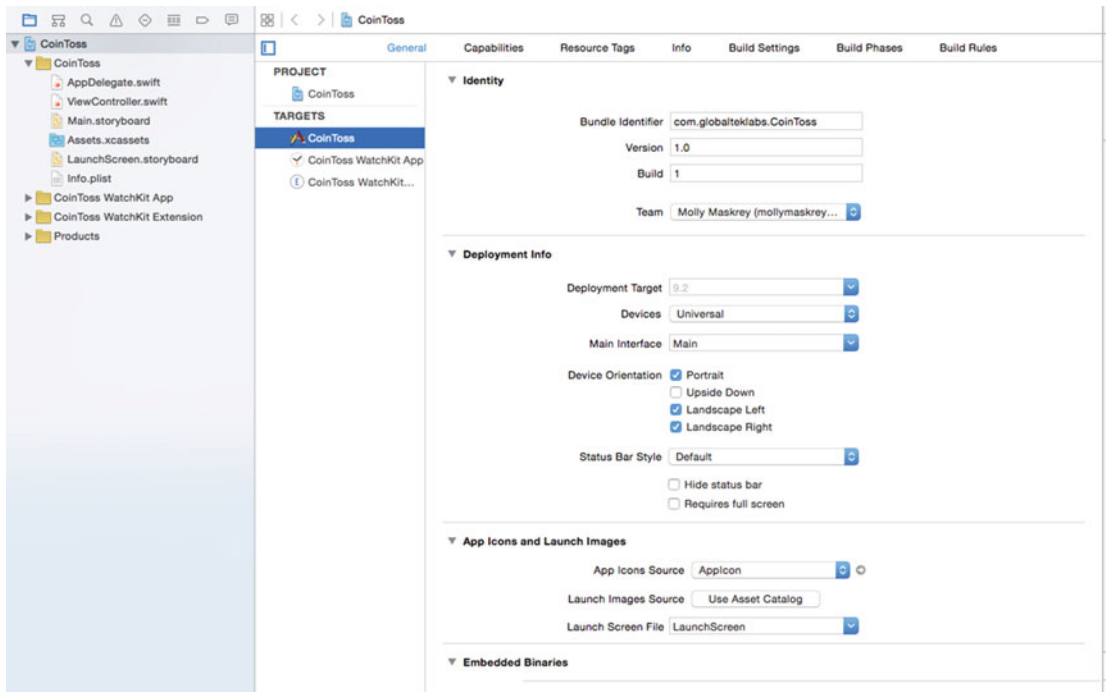 CoinToss
CoinToss
CoinToss
AppDelegate.swift
ViewController.swift
Main.storyboard
Assets.xcassets
LaunchScreen.storyboard
Info.plist
CoinToss WatchKit App
CoinToss WatchKit Extension
Products
General Capabilities Resource Tags Info Build Settings Build Phases Build Rules
PROJECT
CoinToss
TARGETS
CoinToss
CoinToss WatchKit App
CoinToss WatchKit...
Identity
Bundle Identifier com.globalteklabs.CoinToss
Version 1.0
Build 1
Team Molly Maskrey (mollymaskrey...
Deployment Info
Deployment Target 9.2
Devices Universal
Main Interface Main
Device Orientation Portrait
Upside Down
Landscape Left
Landscape Right
Status Bar Style Default
Hide status bar
Requires full screen
App Icons and Launch Images
App Icons Source AppIcon
Launch Images Source Use Asset Catalog
Launch Screen File LaunchScreen
Embedded Binaries